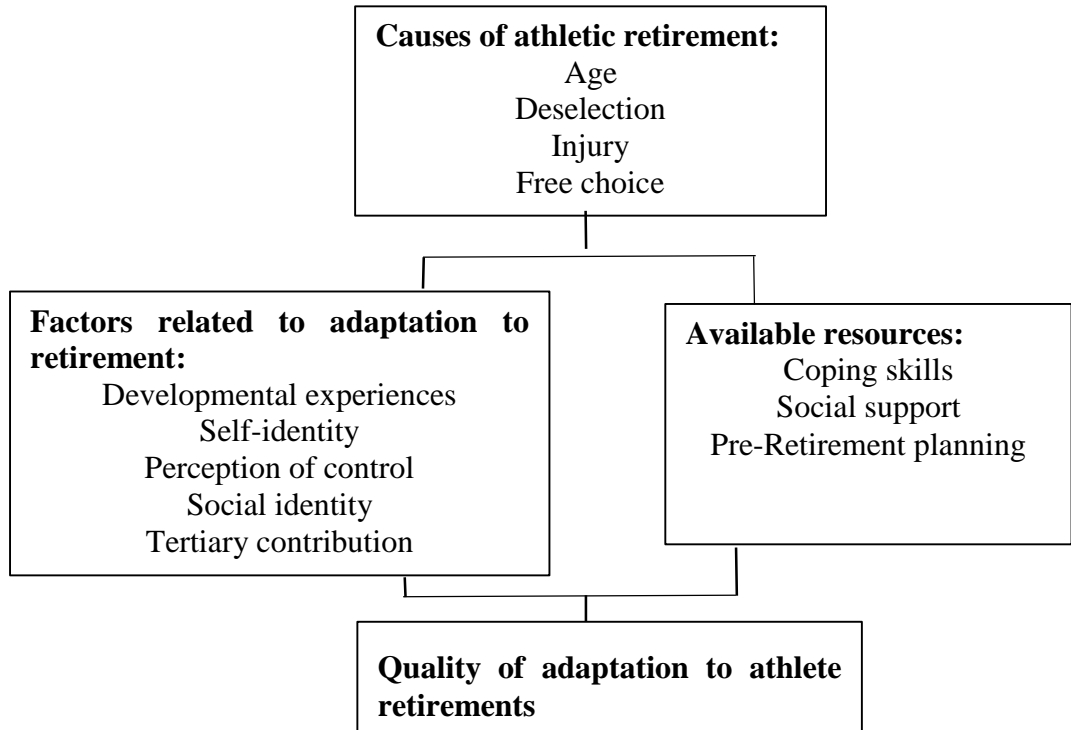 Causes of athletic retirement:
Age
Deselection
Injury
Free choice
Factors related to adaptation to
retirement:
Developmental experiences
Self-identity
Perception of control
Social identity
Tertiary contribution
Available resources:
Coping skills
Social support
Pre-Retirement planning
Quality of adaptation to athlete
retirements